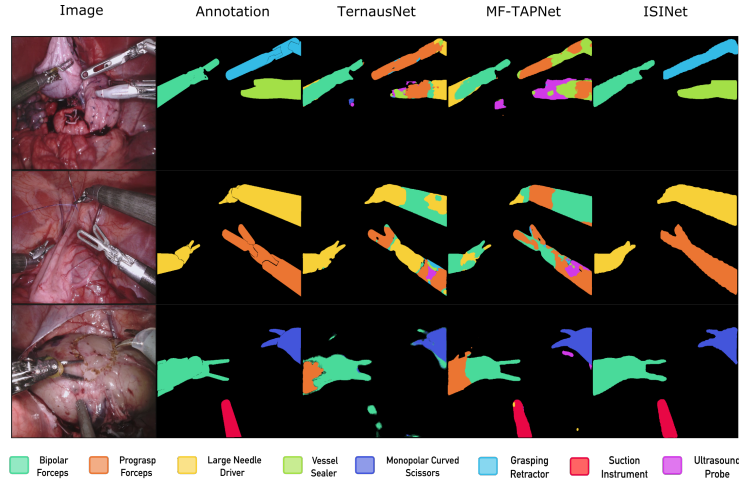 Image Annotation TernausNet MF-TAPNet ISINet
Bipolar Forceps
Prograsp Forceps
Large Needle Driver
Vessel Sealer
Monopolar Curved Scissors
Grasping Retractor
Suction Instrument
Ultrasound Probe